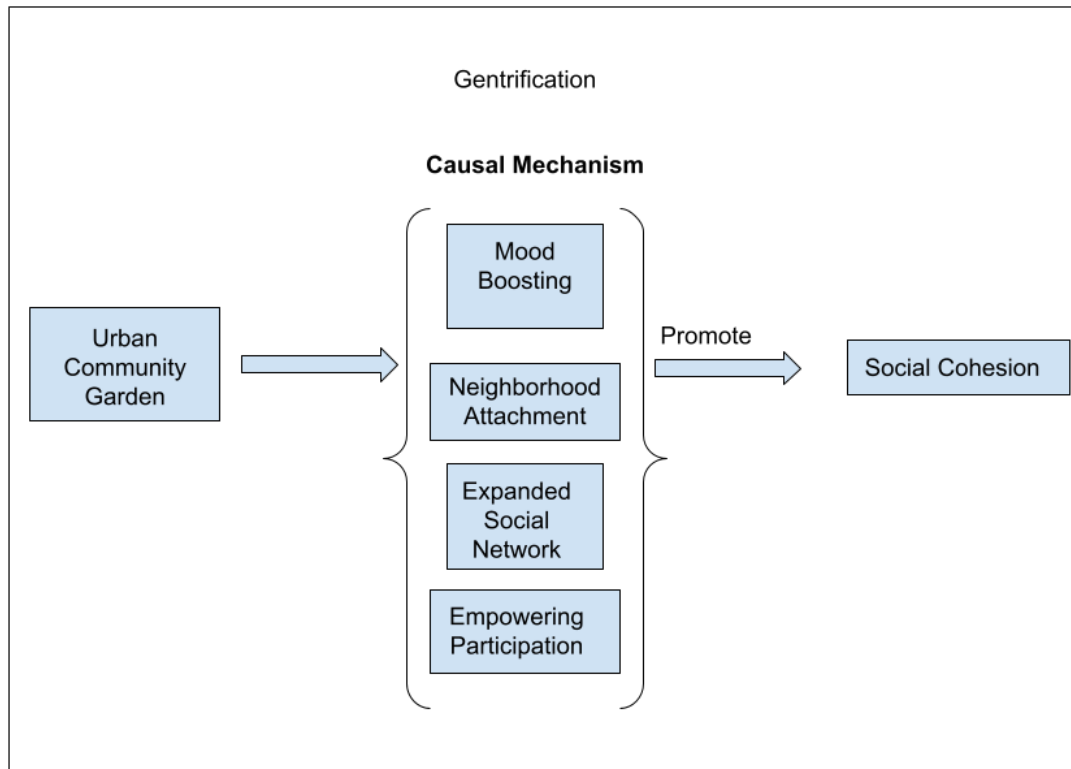 Gentrification
Causal Mechanism
Urban
Community
Garden
Mood
Boosting
Neighborhood
Attachment
Expanded
Social
Network
Empowering
Participation
Promote
Social Cohesion